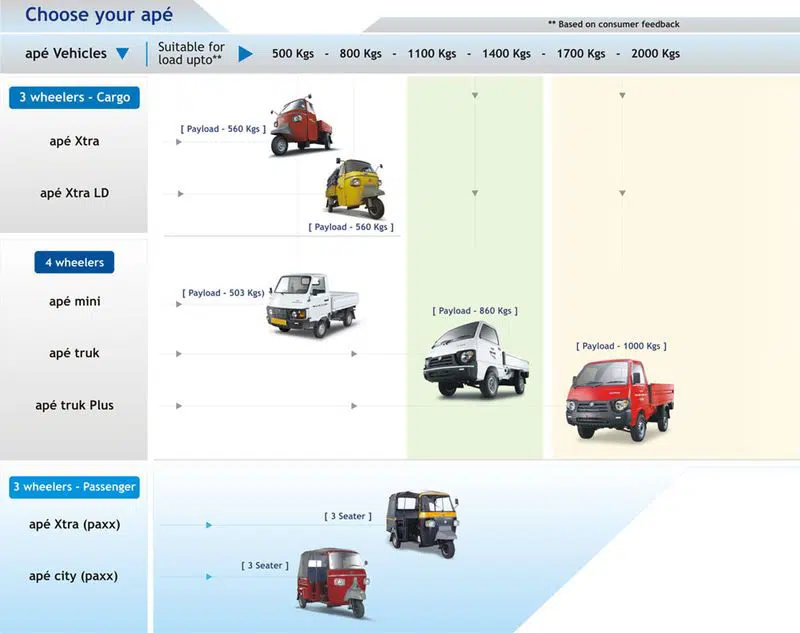 Choose your apé
** Based on consumer feedback
apé Vehicles
Suitable for
load upto**
500 Kgs - 800 Kgs - 1100 Kgs - 1400 Kgs - 1700 Kgs - 2000 Kgs
3 wheelers - Cargo
[ Payload - 560 Kgs ]
apé Xtra
apé Xtra LD
[ Payload - 560 Kgs ]
4 wheelers
[ Payload - 503 Kgs)
apé mini
[ Payload - 860 Kgs ]
apé truk
[ Payload - 1000 Kgs ]
apé truk Plus
3 wheelers - Passenger
[ 3 Seater ]
apé Xtra (paxx)
[ 3 Seater ]
apé city (paxx)